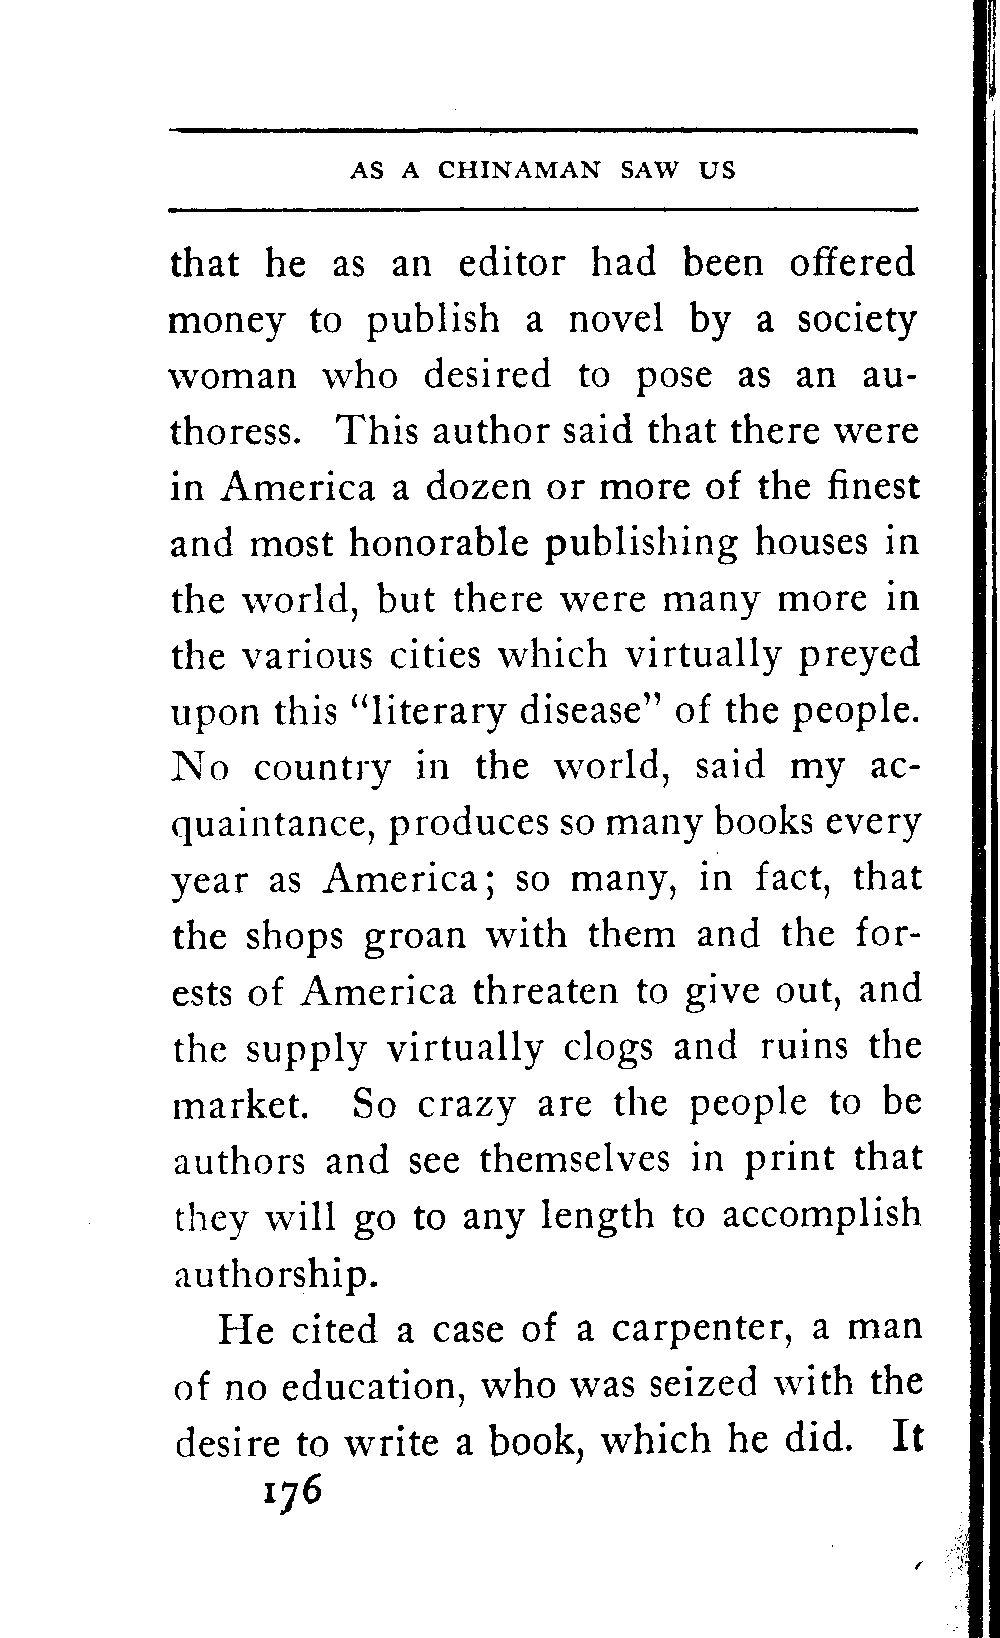 AS A CHINAMAN SAW US
that he as an editor had been offered
money to publish a novel by a society
woman who desired to pose as an au-
thoress. This author said that there were
in America a dozen or more of the finest
and most honorable publishing houses in
the world, but there were many more in
the various cities which virtually preyed
upon this "literary disease" of the people.
No country in the world, said my ac-
quaintance, produces so many books every
year as America; so many, in fact, that
the shops groan with them and the for-
ests of America threaten to give out, and
the supply virtually clogs and ruins the
market. So crazy are the people to be
authors and see themselves in print that
they will go to any length to accomplish
authorship.
He cited a case of a carpenter, a man
of no education, who was seized with the
desire to write a book, which he did. It
176